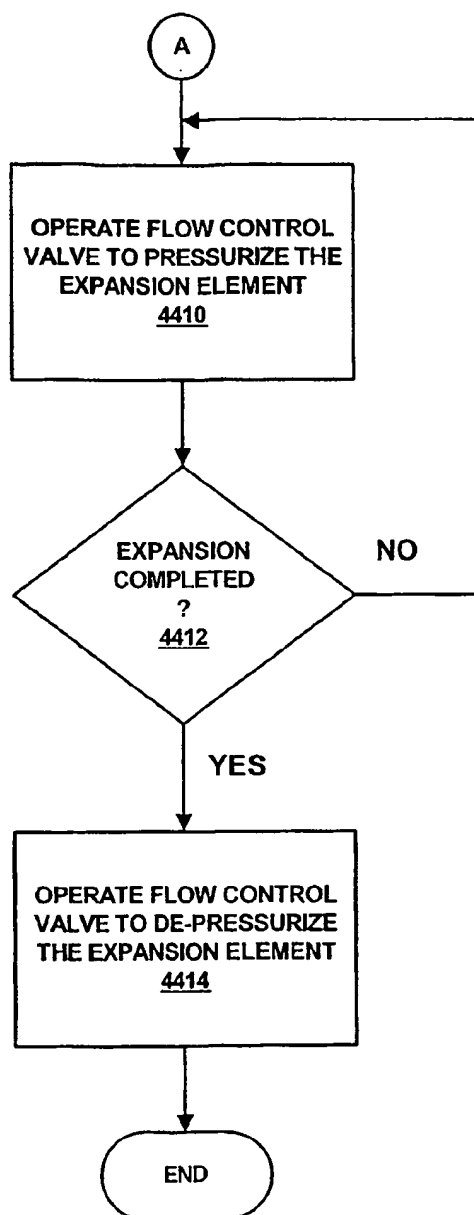 A
OPERATE FLOW CONTROL
VALVE TO PRESSURIZE THE
EXPANSION ELEMENT
4410
EXPANSION
COMPLETED
?
4412
NO
YES
OPERATE FLOW CONTROL
VALVE TO DE-PRESSURIZE
THE EXPANSION ELEMENT
4414
END